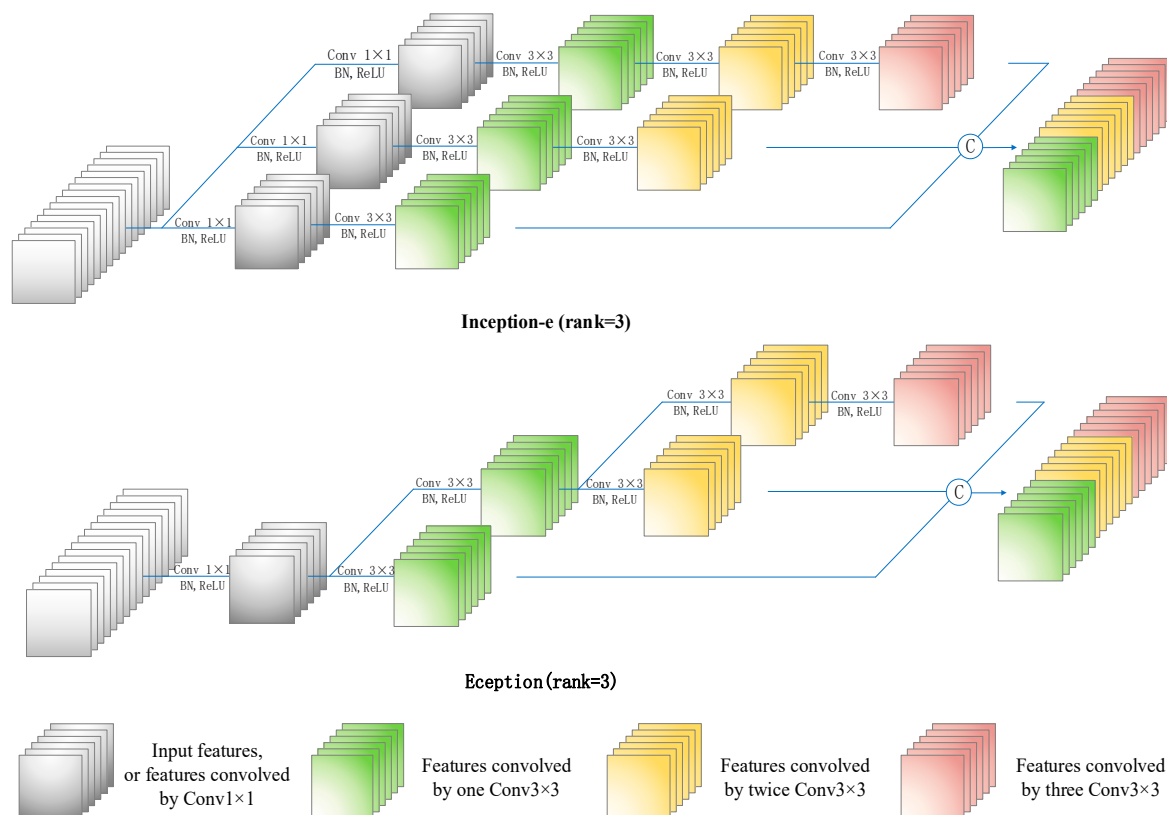 Conv 1×1
BN, ReLU
Conv 3×3
BN, ReLU
Conv 3×3
BN, ReLU
Conv 3×3
BN, ReLU
Conv 1×1
BN, ReLU
Conv 3×3
BN, ReLU
Conv 3×3
BN, ReLU
C
Conv 1×1
BN, ReLU
Conv 3×3
BN, ReLU
Inception-e (rank=3)
Conv 3×3
BN, ReLU
Conv 3×3
BN, ReLU
Conv 3×3
BN, ReLU
Conv 3×3
BN, ReLU
C
Conv 1×1
BN, ReLU
Conv 3×3
BN, ReLU
Eception(rank=3)
Input features,
or features convolved
by Conv1×1
Features convolved
by one Conv3×3
Features convolved
by twice Conv3×3
Features convolved
by three Conv3×3